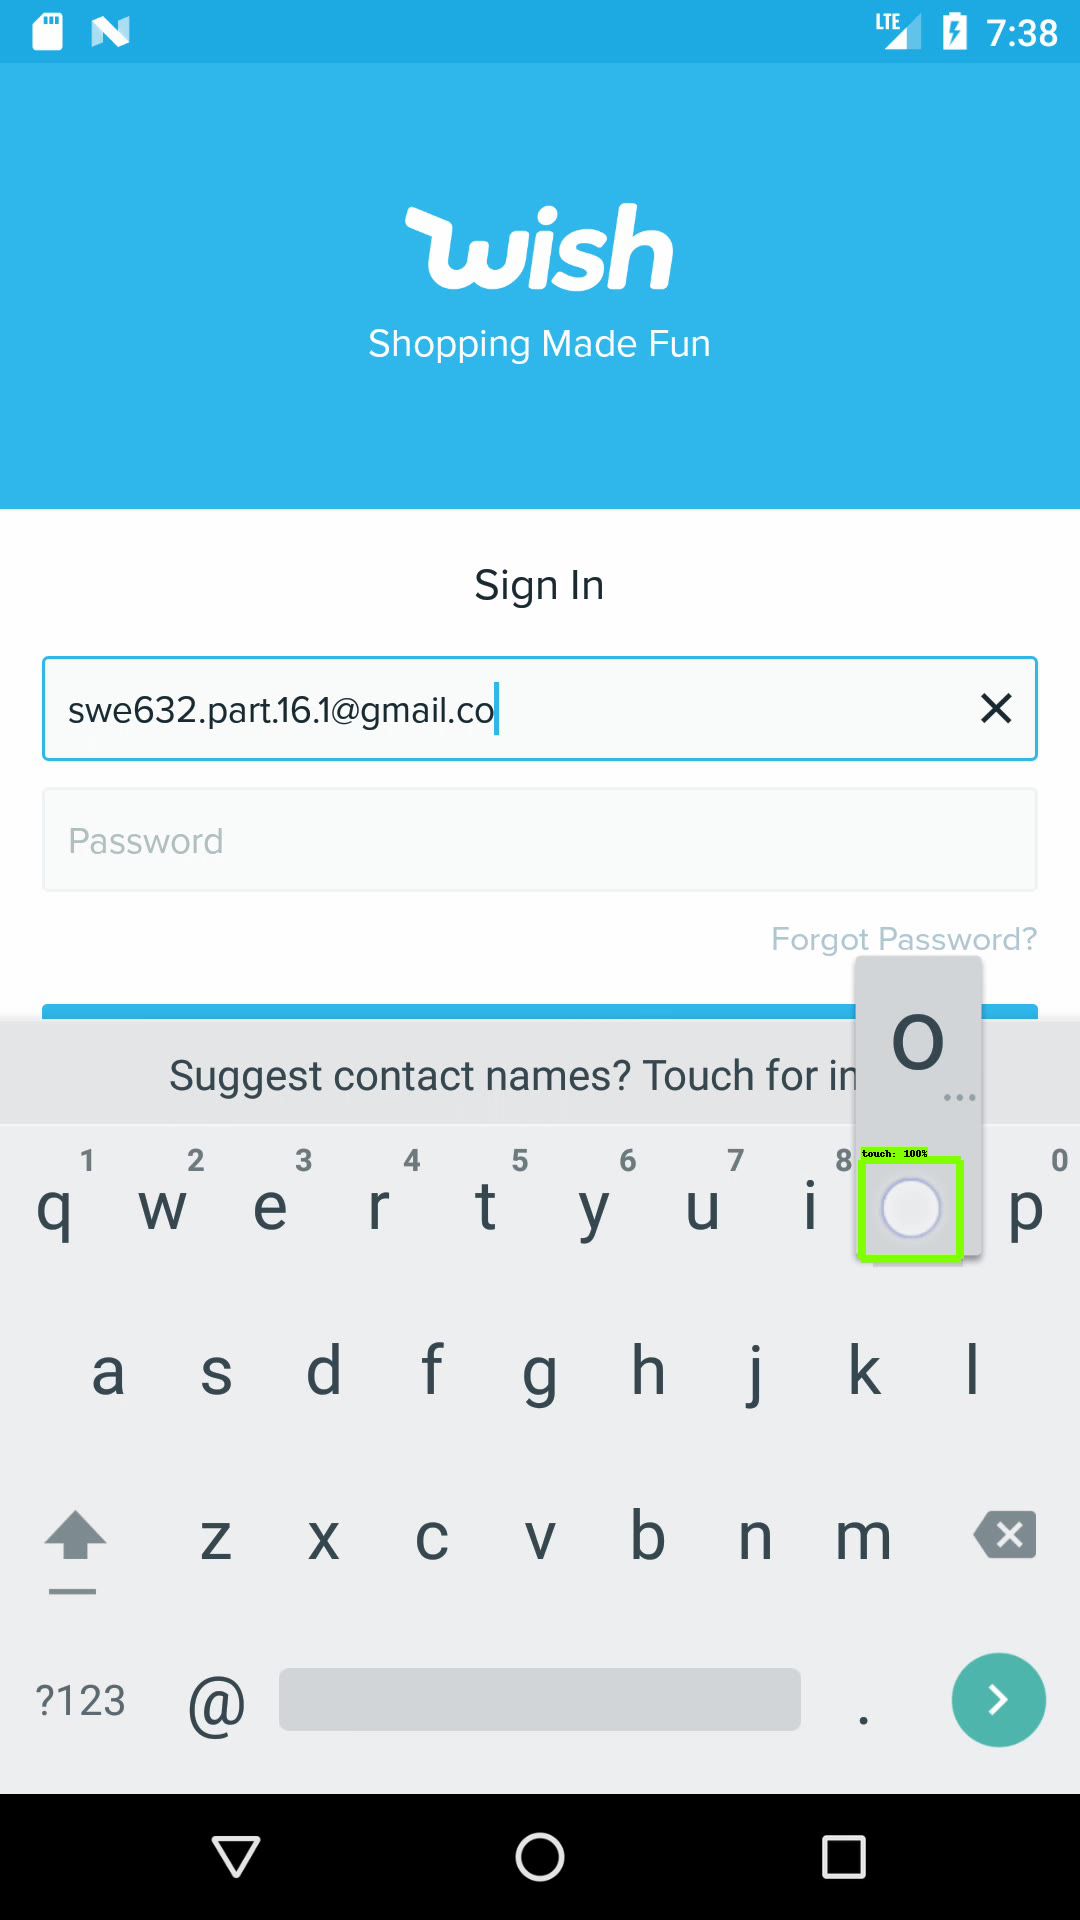 LTE 7:38
wish
Shopping Made Fun
Sign In
swe632.part.16.1@gmail.co
Password
Forgot Password?
o
Suggest contact names? Touch for in
...
touch: 100%
1 2 3 4 5 6 7 8 0
q w e r t y u i p
a s d f g h j k l
z x c v b n m
?123 @ .